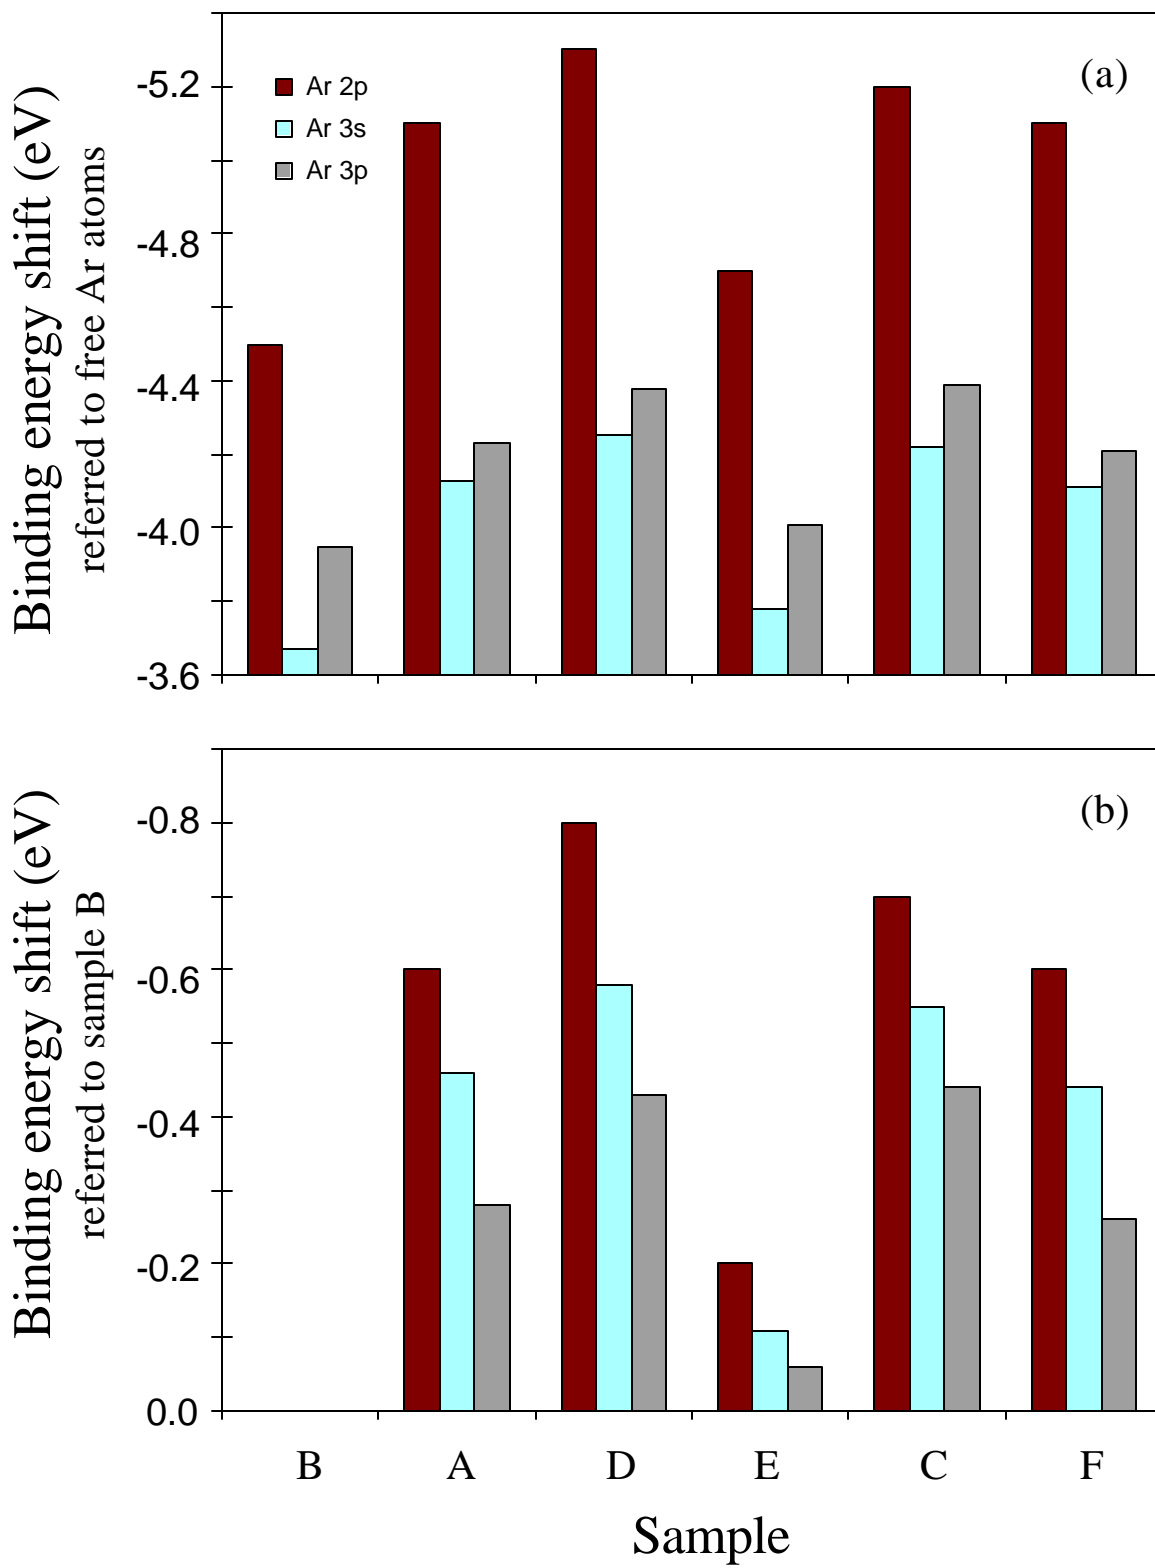 Binding energy shift (eV)
referred to free Ar atoms
(a)
Ar 2p
Ar 3s
Ar 3p
-5.2
-4.8
-4.4
-4.0
-3.6
Binding energy shift (eV)
referred to sample B
(b)
-0.8
-0.6
-0.4
-0.2
0.0
B A D E C F
Sample